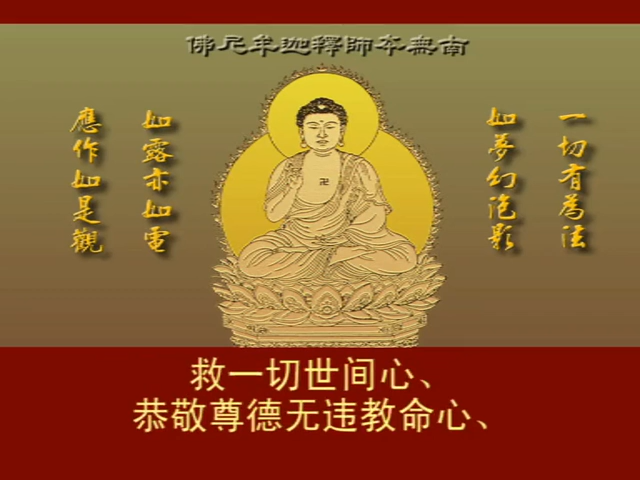 南無本師釋迦牟尼佛
一切有為法
如夢幻泡影
如露亦如電
應作如是觀
卍
救一切世间心、
恭敬尊德无违教命心、